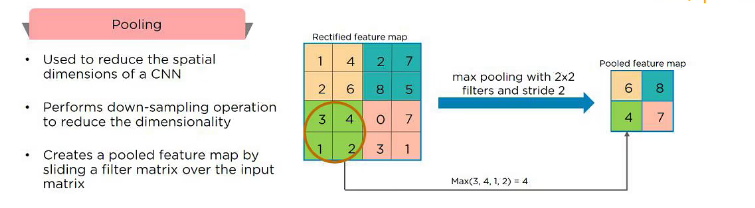 Pooling
• Used to reduce the spatial
dimensions of a CNN
• Performs down-sampling operation
to reduce the dimensionality
• Creates a pooled feature map by
sliding a filter matrix over the input
matrix
Rectified feature map
1 4 2 7
2 6 8 5
3 4 0 7
1 2 3 1
max pooling with 2x2
filters and stride 2
Pooled feature map
6 8
4 7
Max(3, 4, 1, 2) = 4